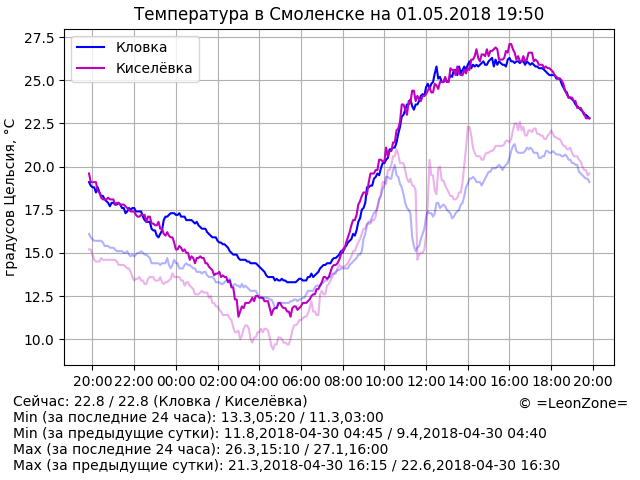 Температура в Смоленске на 01.05.2018 19:50
градусов Цельсия, °C
27.5
25.0
22.5
20.0
17.5
15.0
12.5
10.0
Кловка
Киселёвка
20:00 22:00 00:00 02:00 04:00 06:00 08:00 10:00 12:00 14:00 16:00 18:00 20:00
Сейчас: 22.8 / 22.8 (Кловка / Киселёвка)
© =LeonZone=
Min (за последние 24 часа): 13.3,05:20 / 11.3,03:00
Min (за предыдущие сутки): 11.8,2018-04-30 04:45 / 9.4,2018-04-30 04:40
Max (за последние 24 часа): 26.3,15:10 / 27.1,16:00
Max (за предыдущие сутки): 21.3,2018-04-30 16:15 / 22.6,2018-04-30 16:30